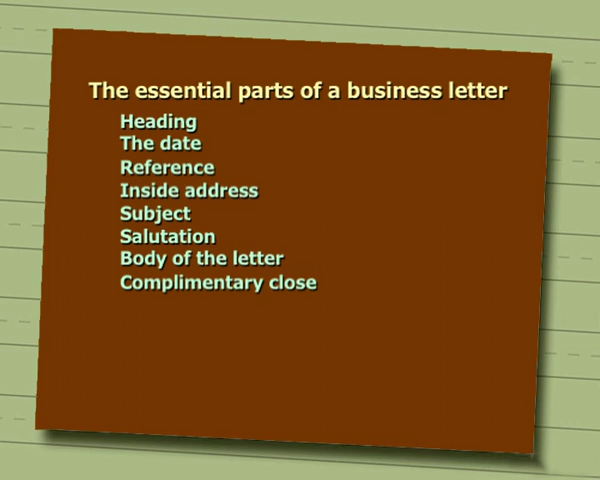 The essential parts of a business letter
Heading
The date
Reference
Inside address
Subject
Salutation
Body of the letter
Complimentary close